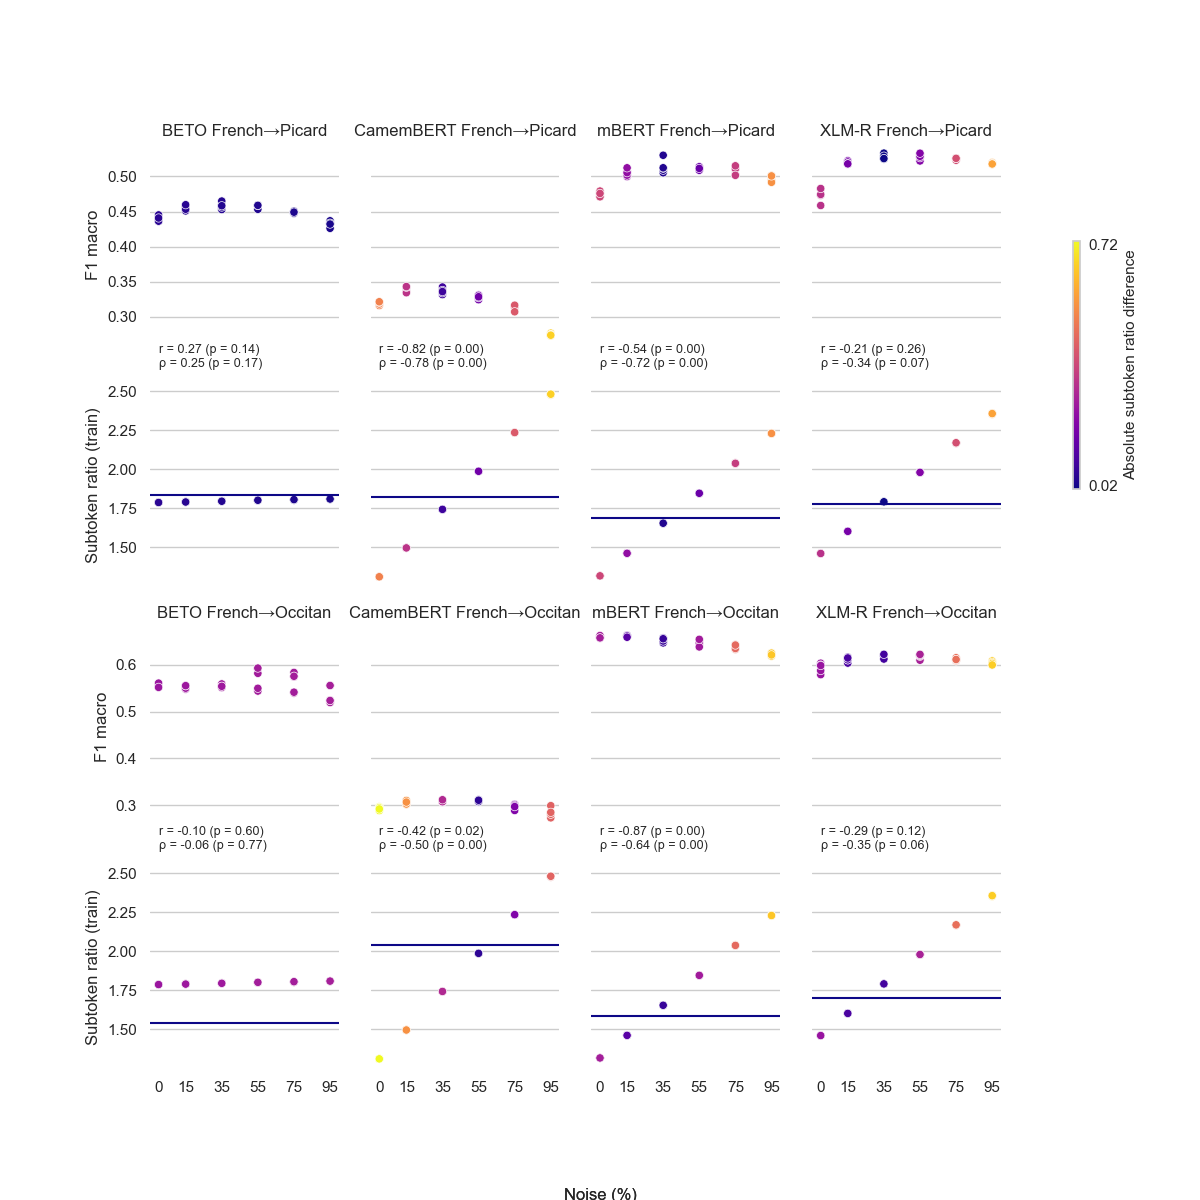 BETO French→Picard
CamemBERT French→Picard
mBERT French→Picard
XLM-R French→Picard
F1 macro
0.50
0.45
0.40
0.35
0.30
r = 0.27 (p = 0.14)
ρ = 0.25 (p = 0.17)
r = -0.82 (p = 0.00)
ρ = -0.78 (p = 0.00)
r = -0.54 (p = 0.00)
ρ = -0.72 (p = 0.00)
r = -0.21 (p = 0.26)
ρ = -0.34 (p = 0.07)
Subtoken ratio (train)
2.50
2.25
2.00
1.75
1.50
0.72
0.02
Absolute subtoken ratio difference
BETO French→Occitan
CamemBERT French→Occitan
mBERT French→Occitan
XLM-R French→Occitan
F1 macro
0.6
0.5
0.4
0.3
r = -0.10 (p = 0.60)
ρ = -0.06 (p = 0.77)
r = -0.42 (p = 0.02)
ρ = -0.50 (p = 0.00)
r = -0.87 (p = 0.00)
ρ = -0.64 (p = 0.00)
r = -0.29 (p = 0.12)
ρ = -0.35 (p = 0.06)
Subtoken ratio (train)
2.50
2.25
2.00
1.75
1.50
0 15 35 55 75 95
0 15 35 55 75 95
0 15 35 55 75 95
0 15 35 55 75 95
Noise (%)